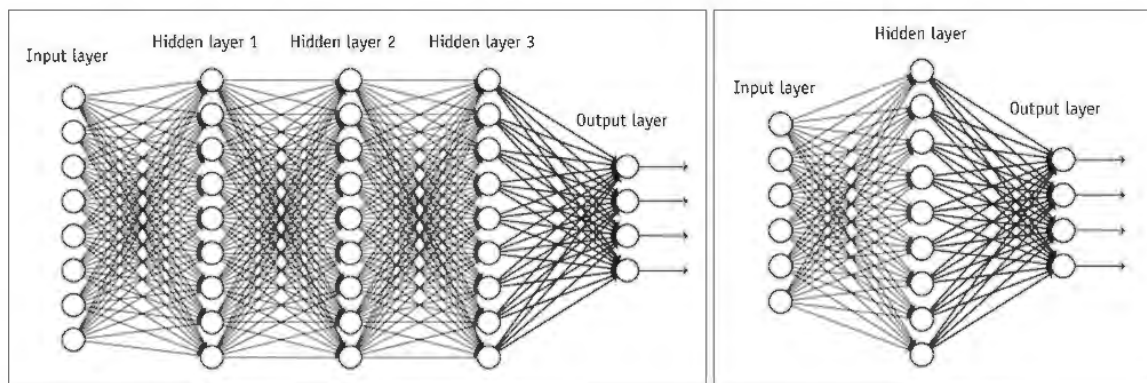 Input layer
Hidden layer 1
Hidden layer 2
Hidden layer 3
Output layer
Input layer
Hidden layer
Output layer